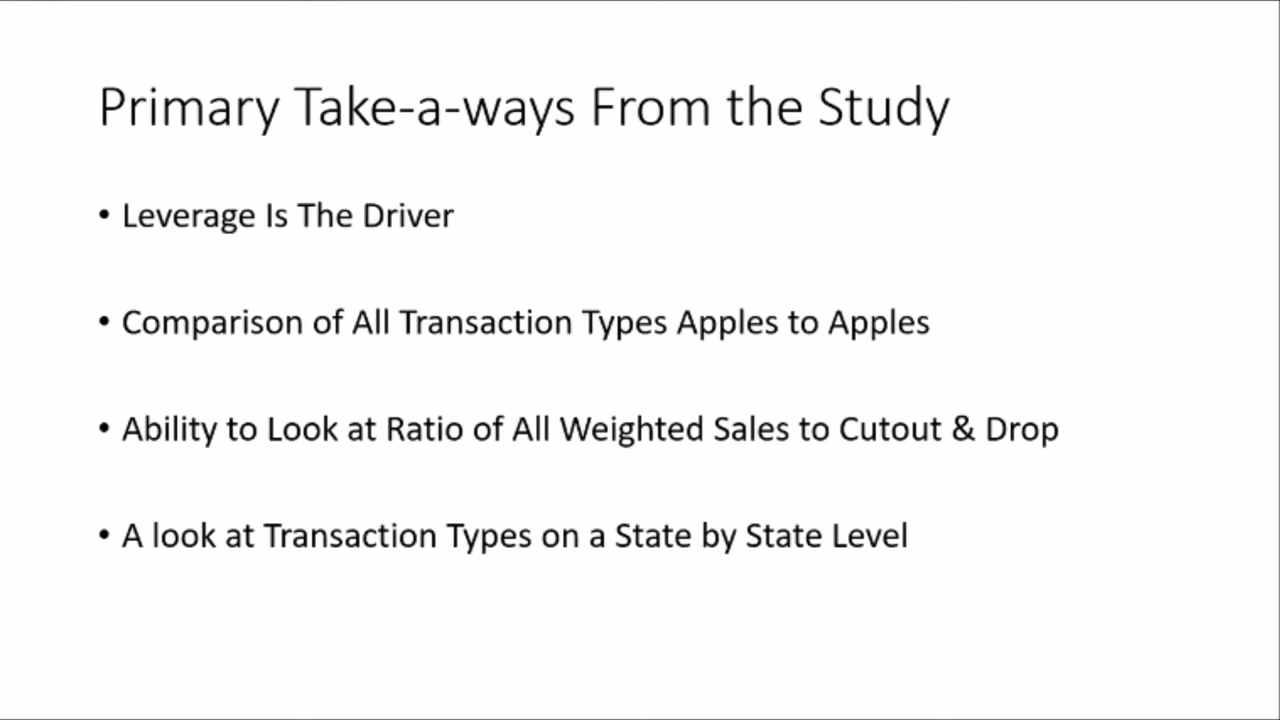 Primary Take-a-ways From the Study
• Leverage Is The Driver
• Comparison of All Transaction Types Apples to Apples
• Ability to Look at Ratio of All Weighted Sales to Cutout & Drop
• A look at Transaction Types on a State by State Level